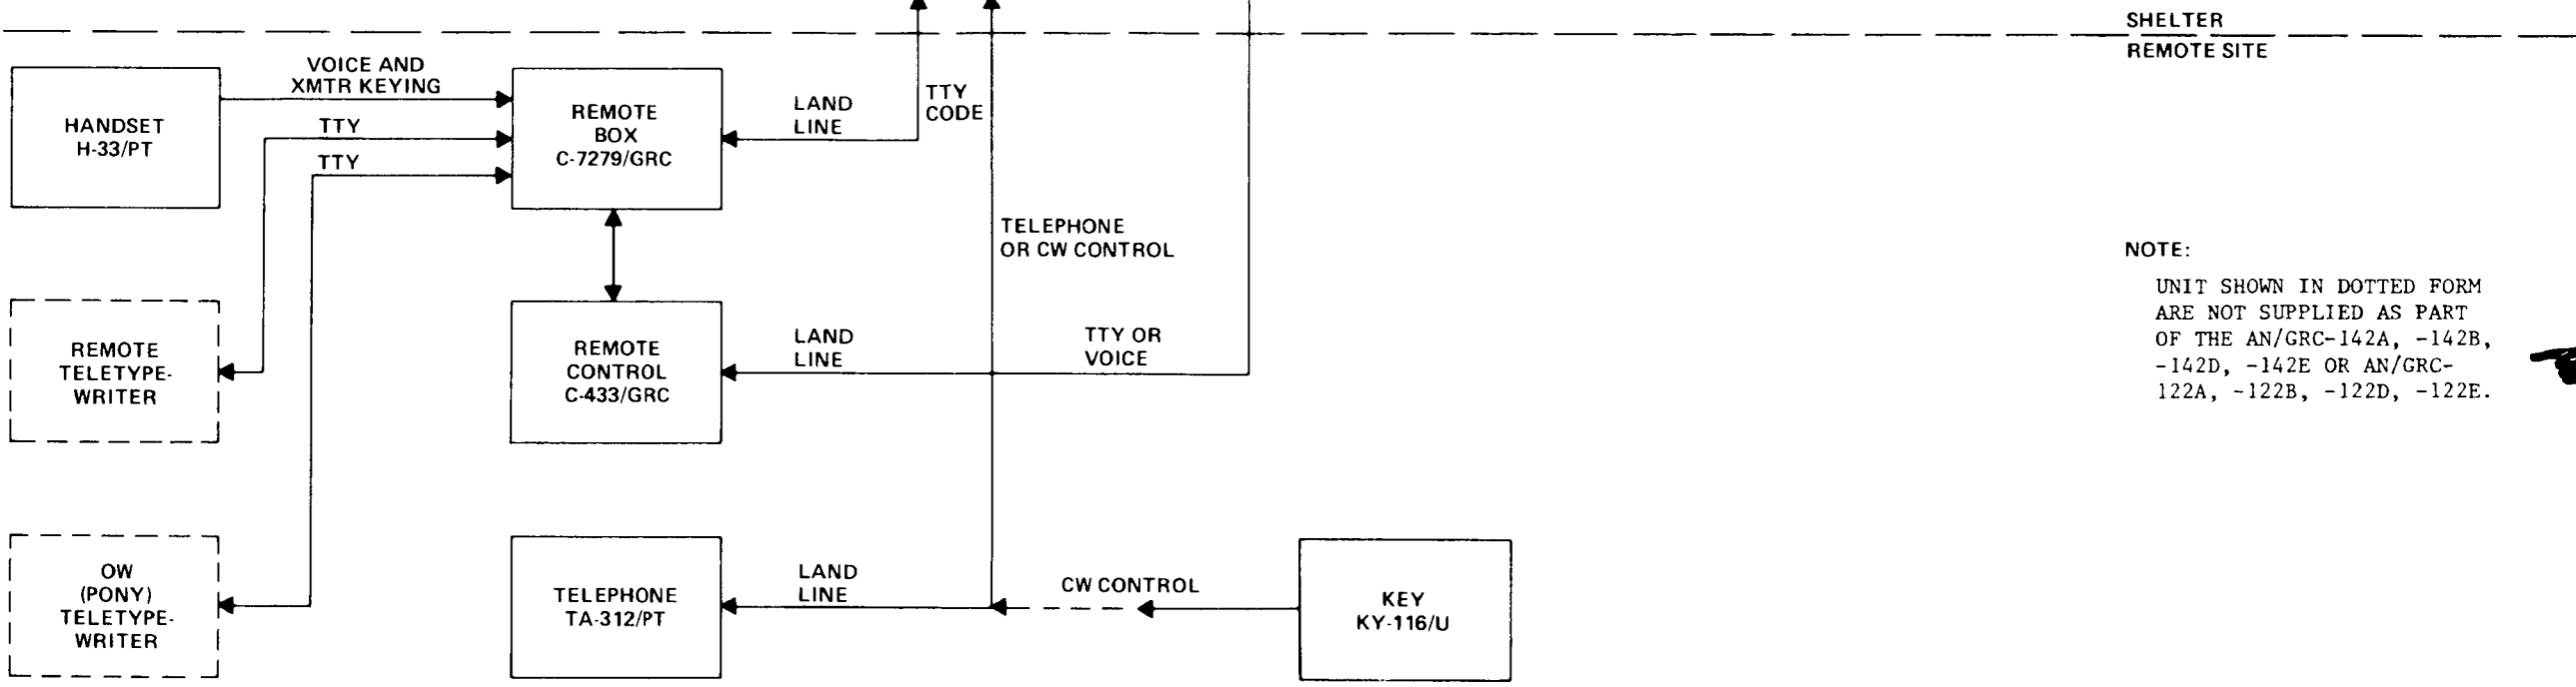 SHELTER
REMOTE SITE
VOICE AND
XMTR KEYING
HANDSET
H-33/PT
TTY
TTY
REMOTE
BOX
C-7279/GRC
LAND
LINE
TTY
CODE
TELEPHONE
OR CW CONTROL
REMOTE
TELETYPE-
WRITER
REMOTE
CONTROL
C-433/GRC
LAND
LINE
TTY OR
VOICE
OW
(PONY)
TELETYPE-
WRITER
TELEPHONE
TA-312/PT
LAND
LINE
CW CONTROL
KEY
KY-116/U
NOTE:
UNIT SHOWN IN DOTTED FORM
ARE NOT SUPPLIED AS PART
OF THE AN/GRC-142A, -142B,
-142D, -142E OR AN/GRC-
122A, -122B, -122D, -122E.